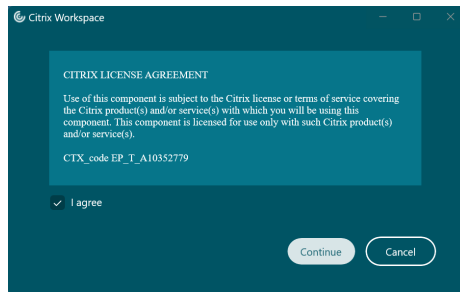 Citrix Workspace
CITRIX LICENSE AGREEMENT
Use of this component is subject to the Citrix license or terms of service covering
the Citrix product(s) and/or service(s) with which you will be using this
component. This component is licensed for use only with such Citrix product(s)
and/or service(s).
CTX_code EP_T_A10352779
I agree
Continue
Cancel